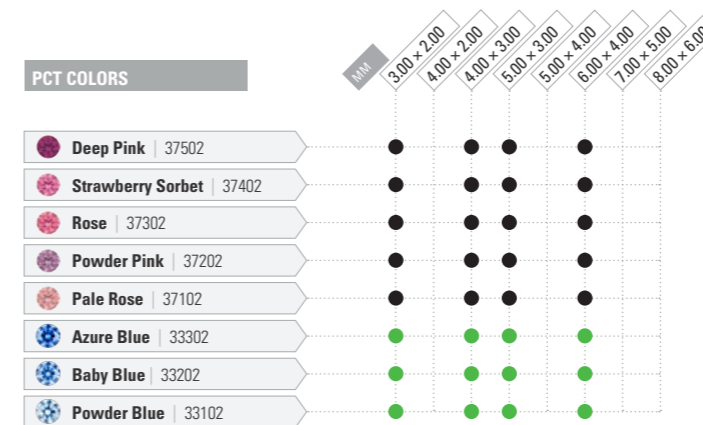 PCT COLORS
MM
3.00 × 2.00
4.00 × 2.00
4.00 × 3.00
5.00 × 3.00
5.00 × 4.00
6.00 × 4.00
7.00 × 5.00
8.00 × 6.00
Deep Pink | 37502
Strawberry Sorbet | 37402
Rose | 37302
Powder Pink | 37202
Pale Rose | 37102
Azure Blue | 33302
Baby Blue | 33202
Powder Blue | 33102